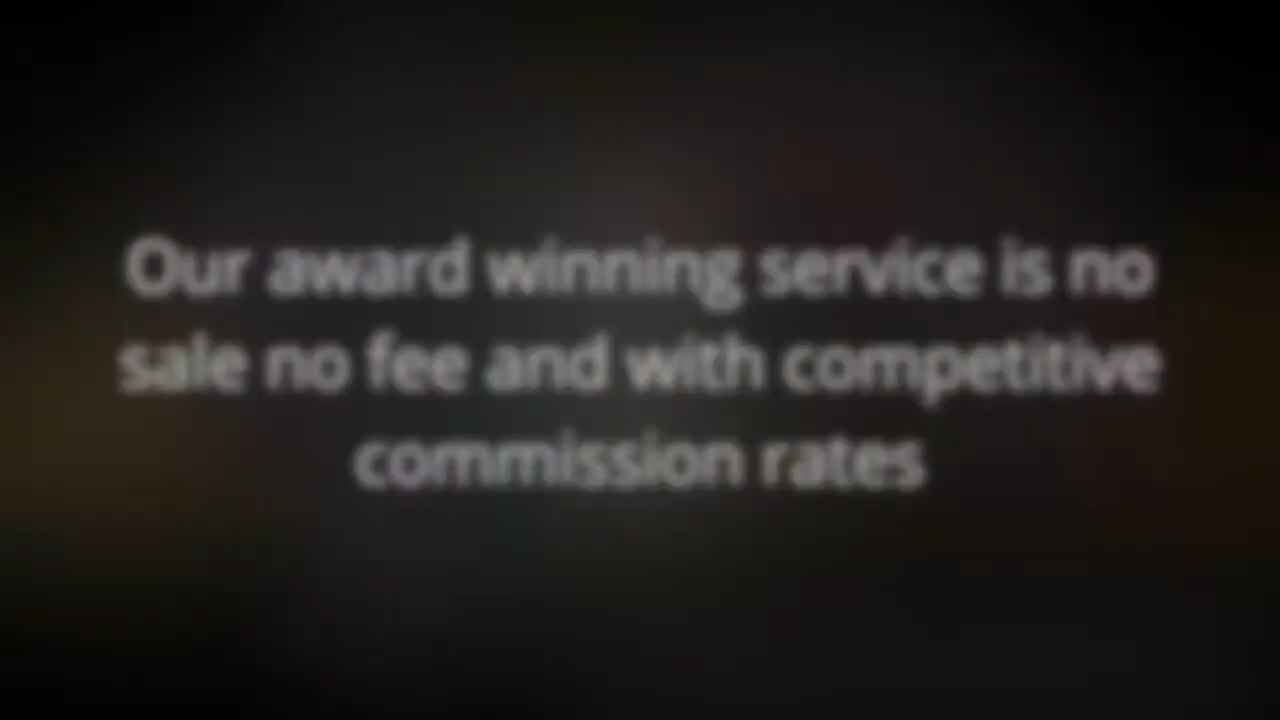 Our award winning service is no
sale no fee and with competitive
commission rates